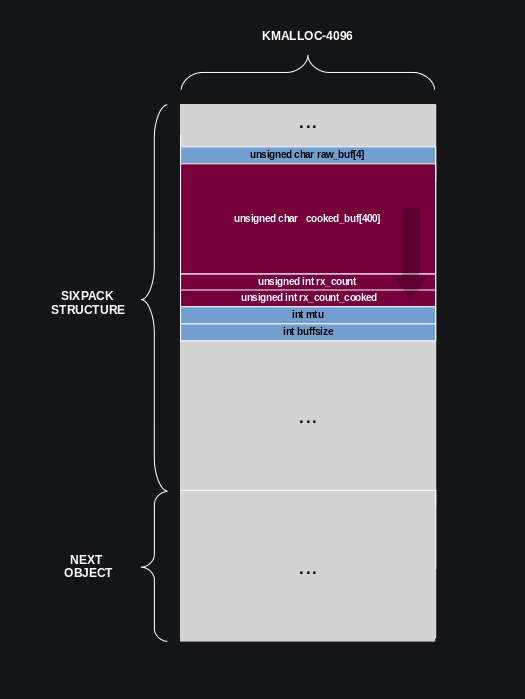 KMALLOC-4096
...
unsigned char raw_buf[4]
unsigned char cooked_buf[400]
unsigned int rx_count
unsigned int rx_count_cooked
int mtu
int buffsize
SIXPACK
STRUCTURE
...
NEXT
OBJECT
...